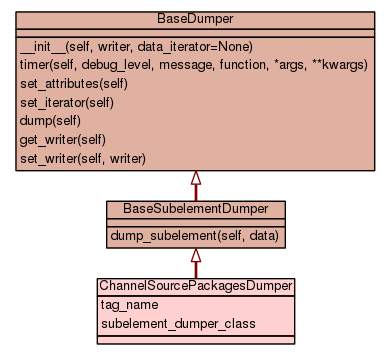 BaseDumper
__init__(self, writer, data_iterator=None)
timer(self, debug_level, message, function, *args, **kwargs)
set_attributes(self)
set_iterator(self)
dump(self)
get_writer(self)
set_writer(self, writer)
BaseSubelementDumper
dump_subelement(self, data)
ChannelSourcePackagesDumper
tag_name
subelement_dumper_class